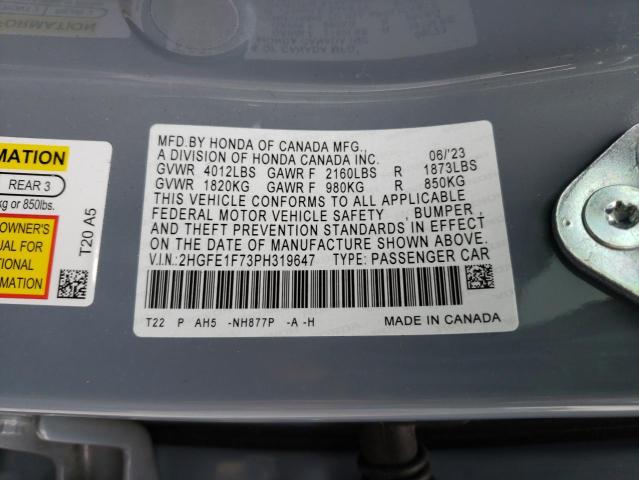 FORMATION
MFD.BY HONDA OF CANADA MFG.,
A DIVISION OF HONDA CANADA INC. 06/'23
GVWR 4012LBS GAWR F 2160LBS R 1873LBS
GVWR 1820KG GAWR F 980KG R 850KG
THIS VEHICLE CONFORMS TO ALL APPLICABLE
FEDERAL MOTOR VEHICLE SAFETY , BUMPER ,
AND THEFT PREVENTION STANDARDS IN EFFECT
ON THE DATE OF MANUFACTURE SHOWN ABOVE.
V.I.N.:2HGFE1F73PH319647 TYPE: PASSENGER CAR
T22 P AH5 -NH877P -A -H MADE IN CANADA
MATION
REAR 3
kg or 850lbs.
OWNER'S
UAL FOR
TIONAL
RMATION
T20 A5